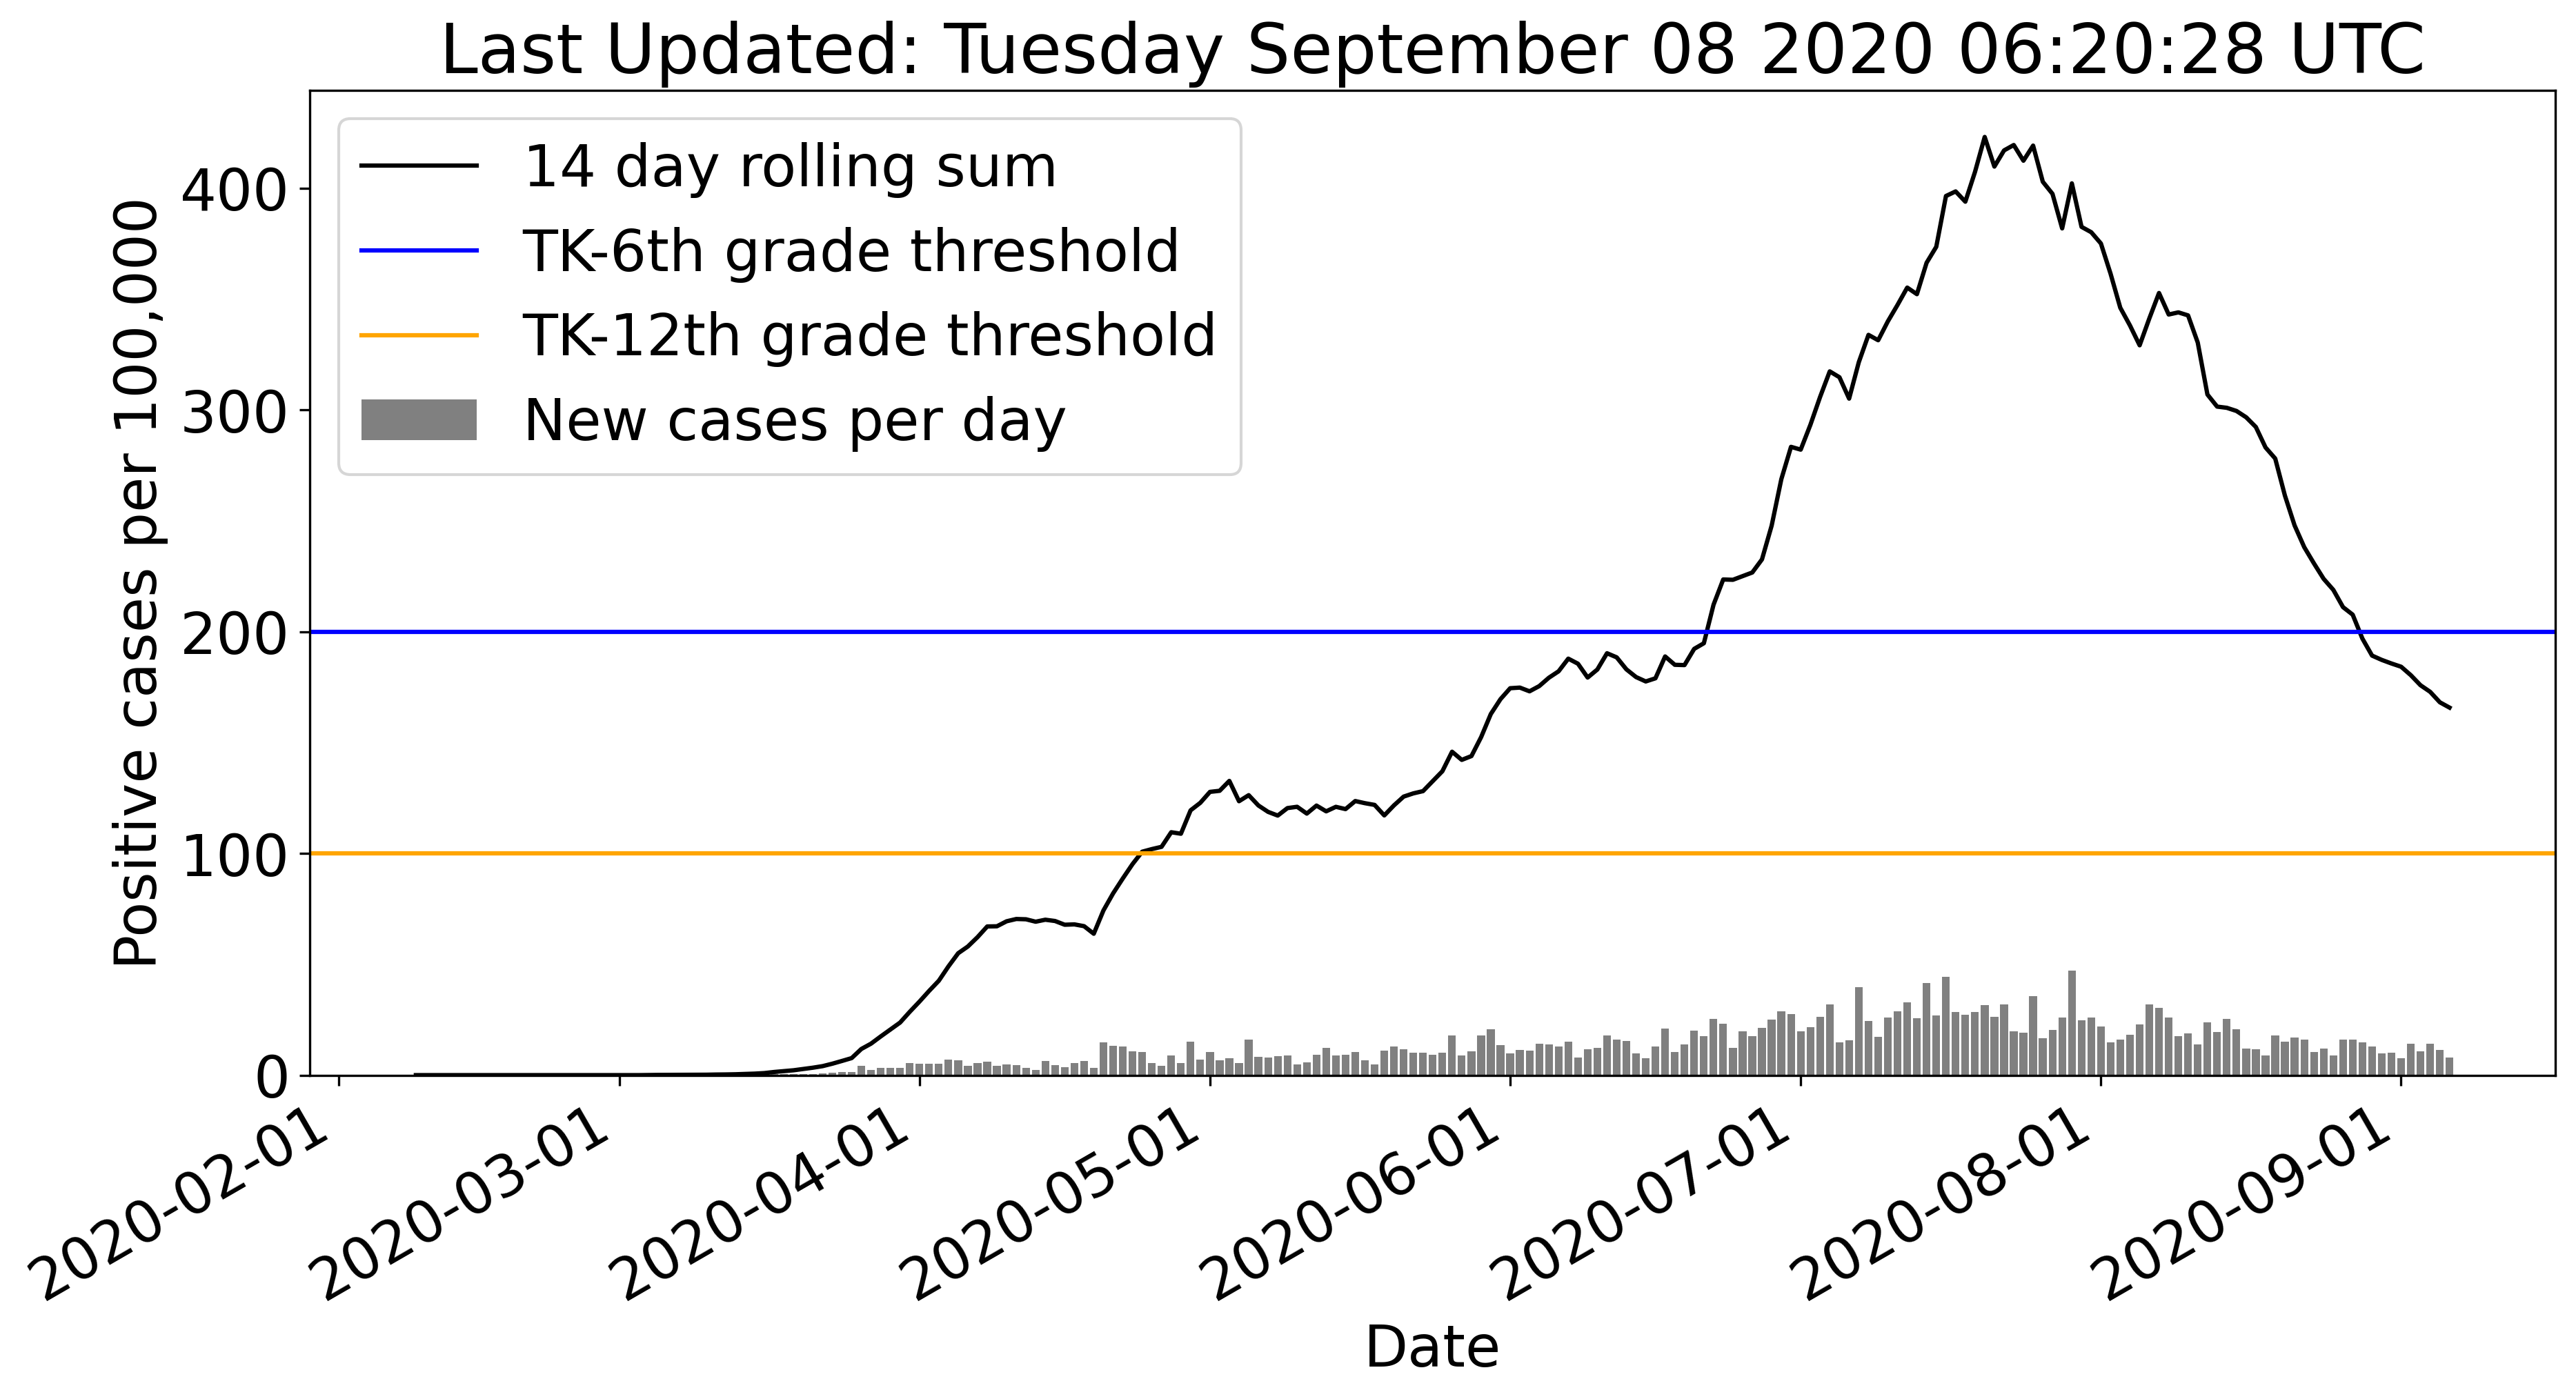 Last Updated: Tuesday September 08 2020 06:20:28 UTC
14 day rolling sum
TK-6th grade threshold
TK-12th grade threshold
New cases per day
Positive cases per 100,000
400
300
200
100
0
2020-02-01
2020-03-01
2020-04-01
2020-05-01
2020-06-01
2020-07-01
2020-08-01
2020-09-01
Date